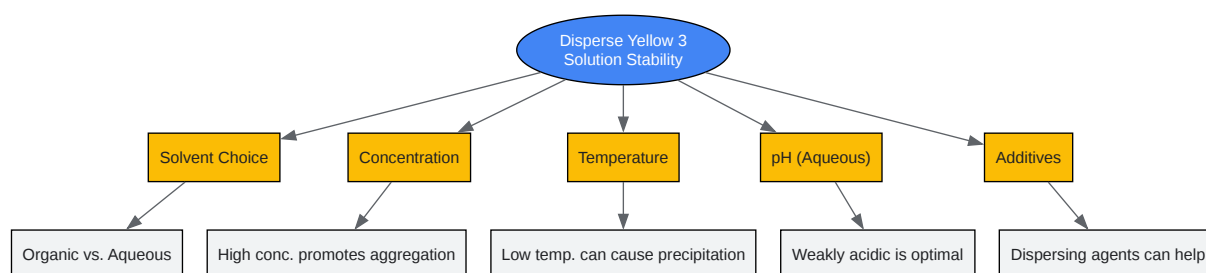 Disperse Yellow 3
Solution Stability
Solvent Choice
Concentration
Temperature
pH (Aqueous)
Additives
Organic vs. Aqueous
High conc. promotes aggregation
Low temp. can cause precipitation
Weakly acidic is optimal
Dispersing agents can help